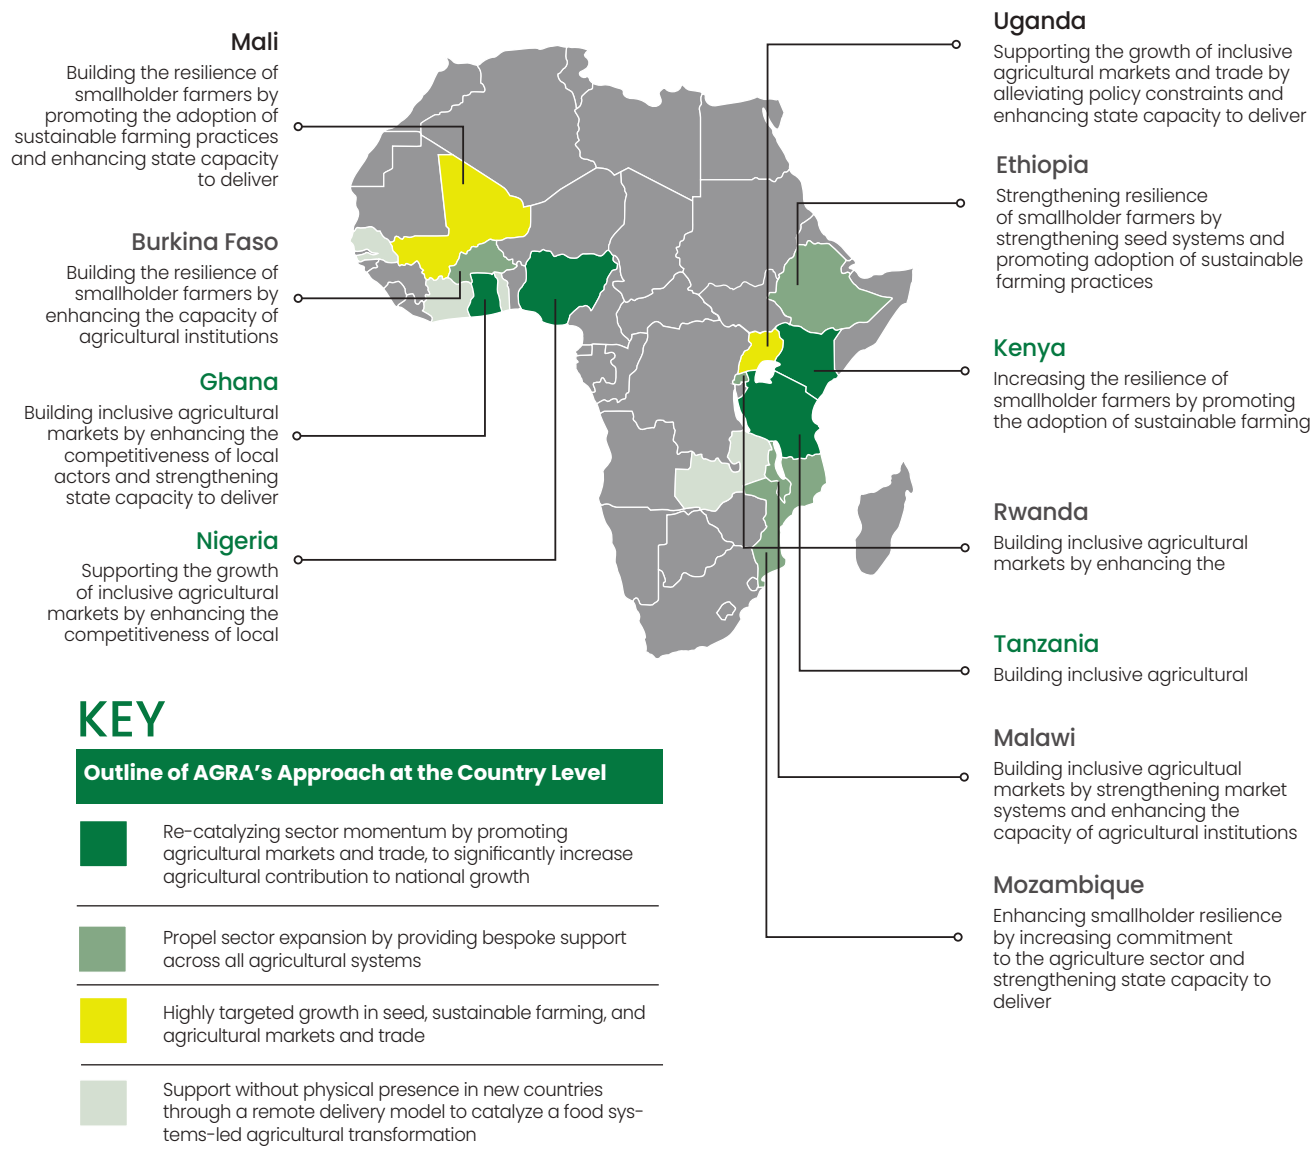 Mali
Building the resilience of
smallholder farmers by
promoting the adoption of
sustainable farming practices
and enhancing state capacity
to deliver
Burkina Faso
Building the resilience of
smallholder farmers by
enhancing the capacity of
agricultural institutions
Ghana
Building inclusive agricultural
markets by enhancing the
competitiveness of local
actors and strengthening
state capacity to deliver
Nigeria
Supporting the growth
of inclusive agricultural
markets by enhancing the
competitiveness of local
Uganda
Supporting the growth of inclusive
agricultural markets and trade by
alleviating policy constraints and
enhancing state capacity to deliver
Ethiopia
Strengthening resilience
of smallholder farmers by
strengthening seed systems and
promoting adoption of sustainable
farming practices
Kenya
Increasing the resilience of
smallholder farmers by promoting
the adoption of sustainable farming
Rwanda
Building inclusive agricultural
markets by enhancing the
Tanzania
Building inclusive agricultural
Malawi
Building inclusive agricultual
markets by strengthening market
systems and enhancing the
capacity of agricultural institutions
Mozambique
Enhancing smallholder resilience
by increasing commitment
to the agriculture sector and
strengthening state capacity to
deliver
KEY
Outline of AGRA's Approach at the Country Level
Re-catalyzing sector momentum by promoting
agricultural markets and trade, to significantly increase
agricultural contribution to national growth
Propel sector expansion by providing bespoke support
across all agricultural systems
Highly targeted growth in seed, sustainable farming, and
agricultural markets and trade
Support without physical presence in new countries
through a remote delivery model to catalyze a food sys-
tems-led agricultural transformation